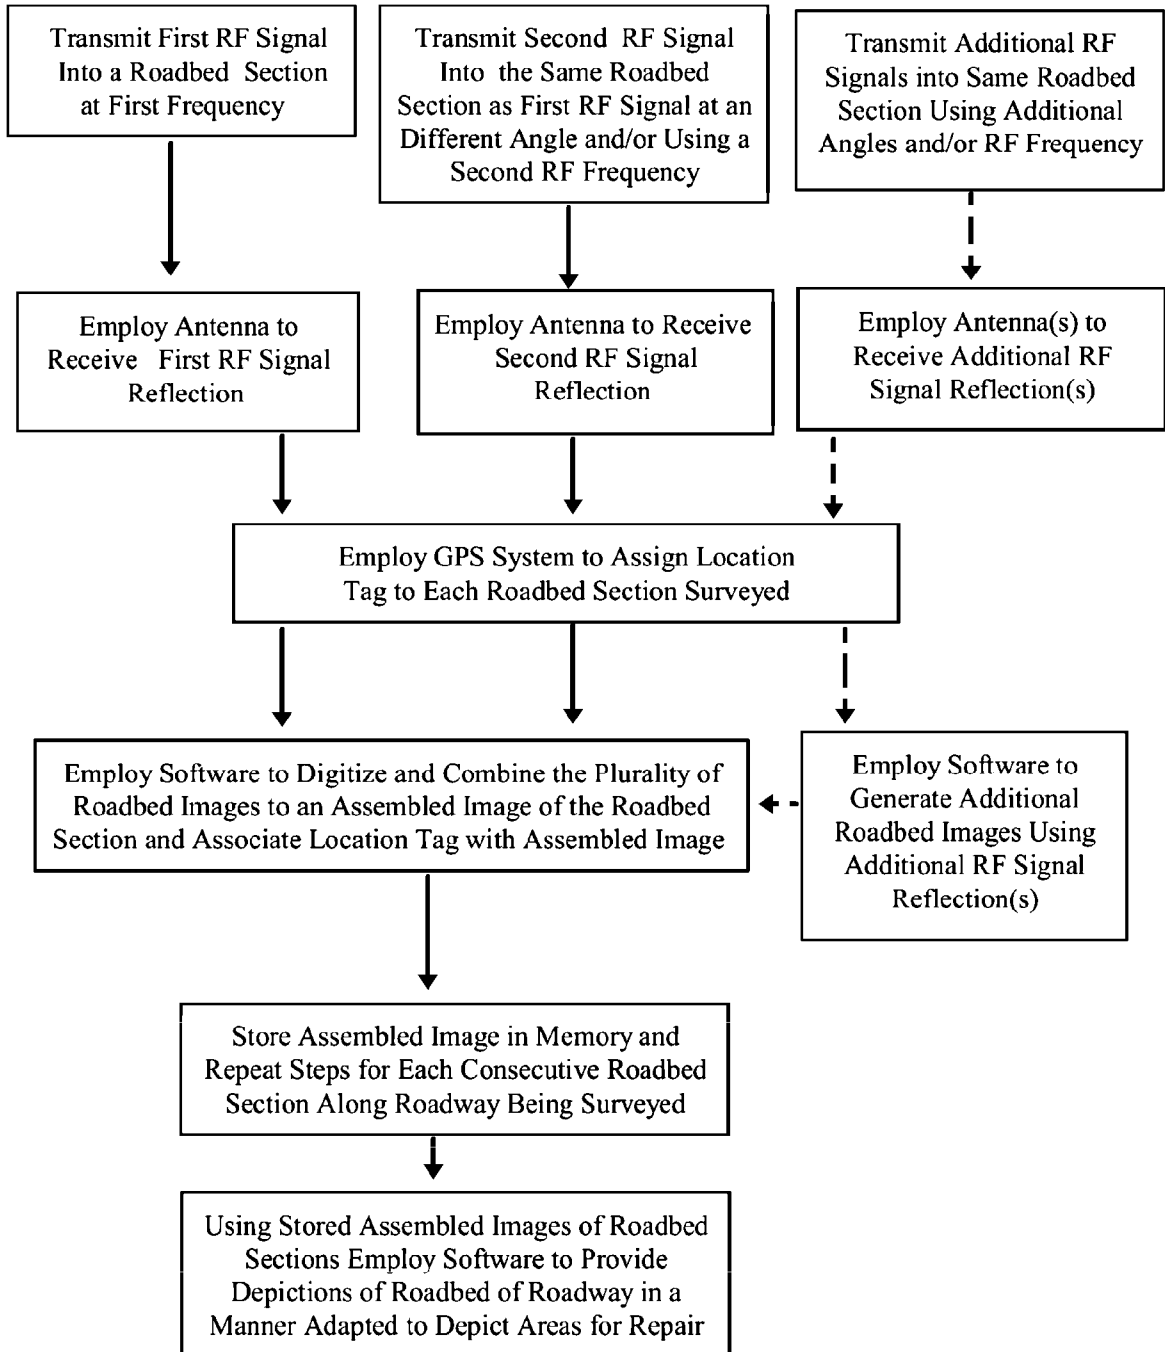 Transmit First RF Signal
Into a Roadbed Section
at First Frequency
Transmit Second RF Signal
Into the Same Roadbed
Section as First RF Signal at an
Different Angle and/or Using a
Second RF Frequency
Transmit Additional RF
Signals into Same Roadbed
Section Using Additional
Angles and/or RF Frequency
Employ Antenna to
Receive First RF Signal
Reflection
Employ Antenna to Receive
Second RF Signal
Reflection
Employ Antenna(s) to
Receive Additional RF
Signal Reflection(s)
Employ GPS System to Assign Location
Tag to Each Roadbed Section Surveyed
Employ Software to Digitize and Combine the Plurality of
Roadbed Images to an Assembled Image of the Roadbed
Section and Associate Location Tag with Assembled Image
Employ Software to
Generate Additional
Roadbed Images Using
Additional RF Signal
Reflection(s)
Store Assembled Image in Memory and
Repeat Steps for Each Consecutive Roadbed
Section Along Roadway Being Surveyed
Using Stored Assembled Images of Roadbed
Sections Employ Software to Provide
Depictions of Roadbed of Roadway in a
Manner Adapted to Depict Areas for Repair